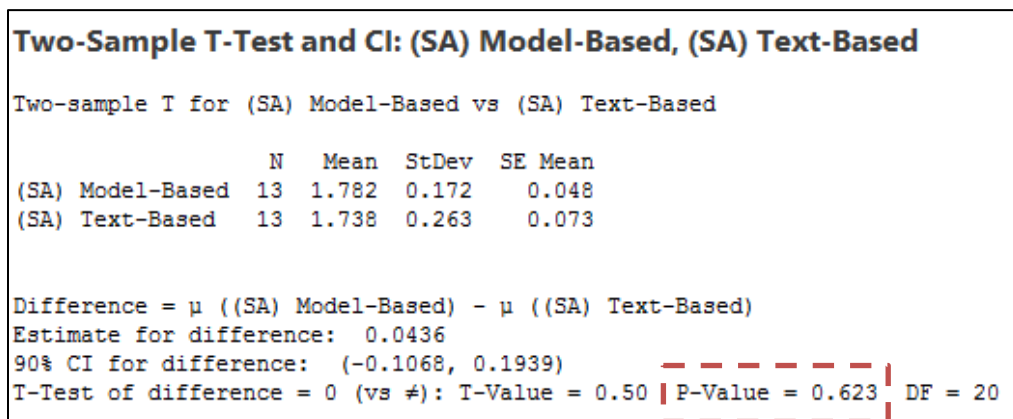 Two-Sample T-Test and CI: (SA) Model-Based, (SA) Text-Based
Two-sample T for (SA) Model-Based vs (SA) Text-Based
N Mean StDev SE Mean
(SA) Model-Based 13 1.782 0.172 0.048
(SA) Text-Based 13 1.738 0.263 0.073
Difference = μ ((SA) Model-Based) - μ ((SA) Text-Based)
Estimate for difference: 0.0436
90% CI for difference: (-0.1068, 0.1939)
T-Test of difference = 0 (vs ≠): T-Value = 0.50 P-Value = 0.623 DF = 20